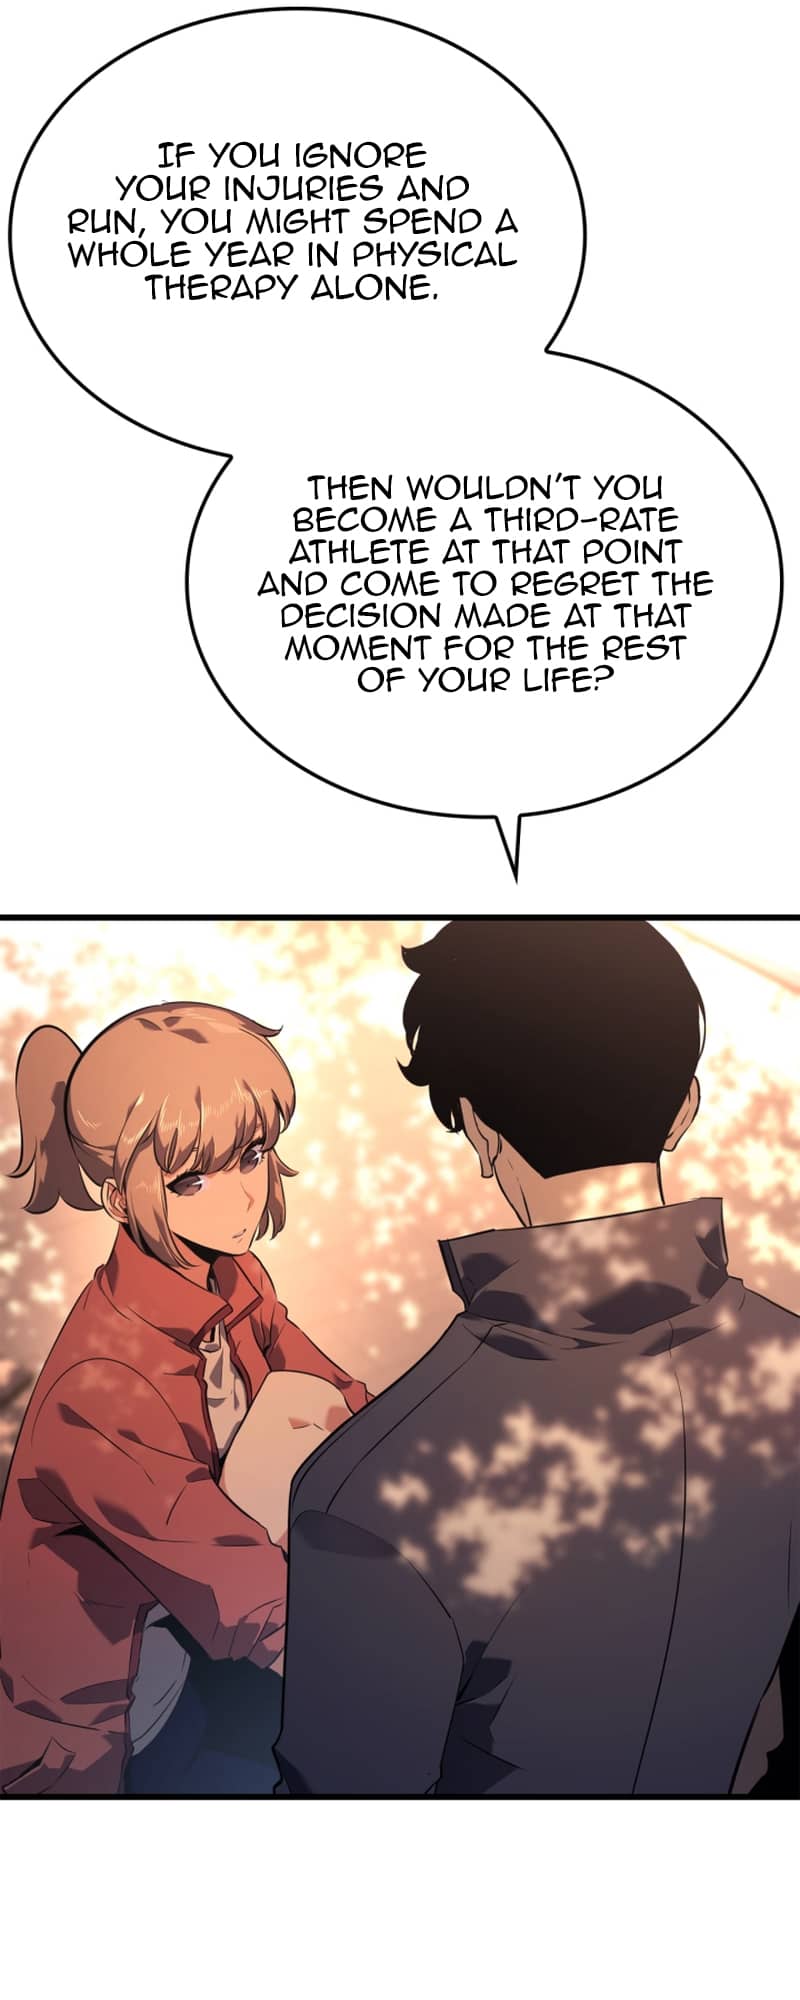 IF YOU IGNORE
YOUR INJURIES AND
RUN, YOU MIGHT SPEND A
WHOLE YEAR IN PHYSICAL
THERAPY ALONE.
THEN WOULDN'T YOU
BECOME A THIRD-RATE
ATHLETE AT THAT POINT
AND COME TO REGRET THE
DECISION MADE AT THAT
MOMENT FOR THE REST
OF YOUR LIFE?